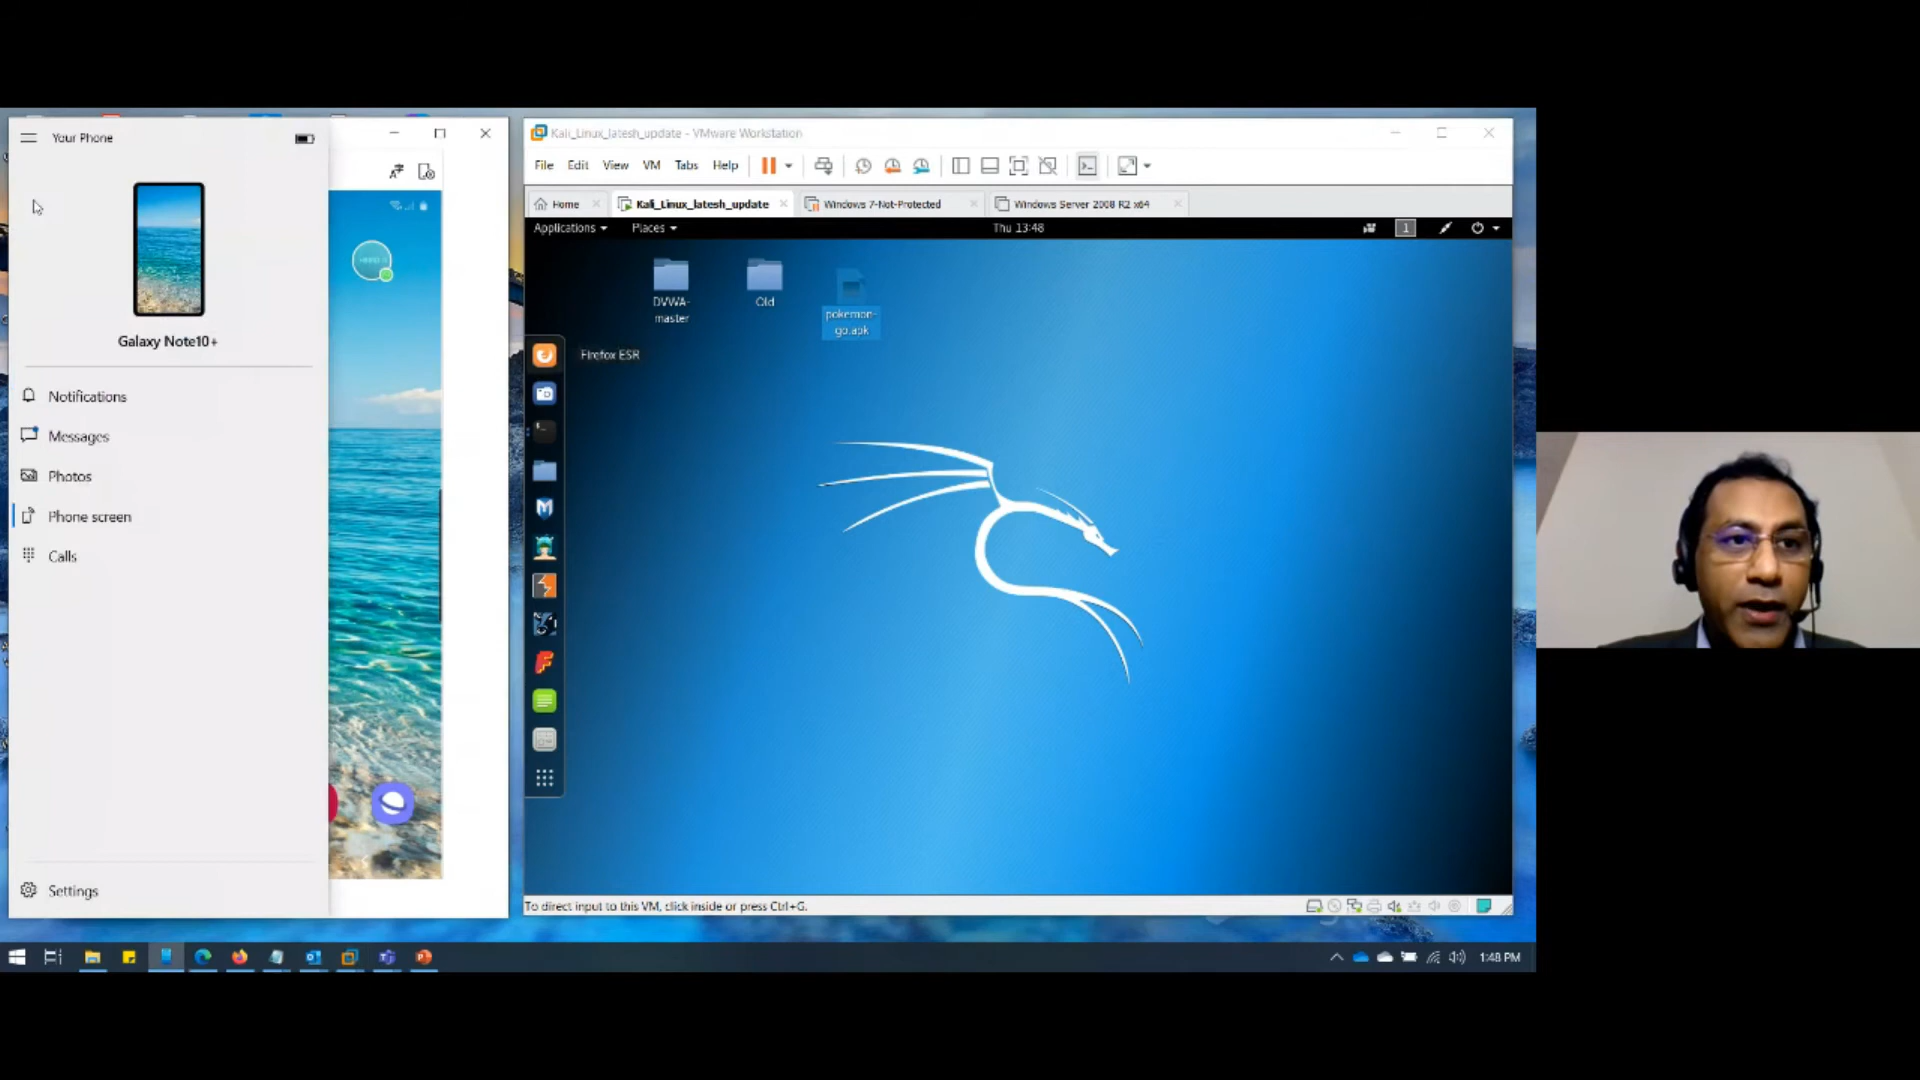 Your Phone
Galaxy Note10+
Notifications
Messages
Photos
Phone screen
Calls
Settings
Kali_Linux_latesh_update - VMware Workstation
File Edit View VM Tabs Help
Home
Kali_Linux_latesh_update
Windows 7-Not-Protected
Windows Server 2008 R2 x64
Applications
Places
Thu 13:48
1
DVWA-
master
Old
pokemon-
go.apk
Firefox ESR
To direct input to this VM, click inside or press Ctrl+G.
1:48 PM